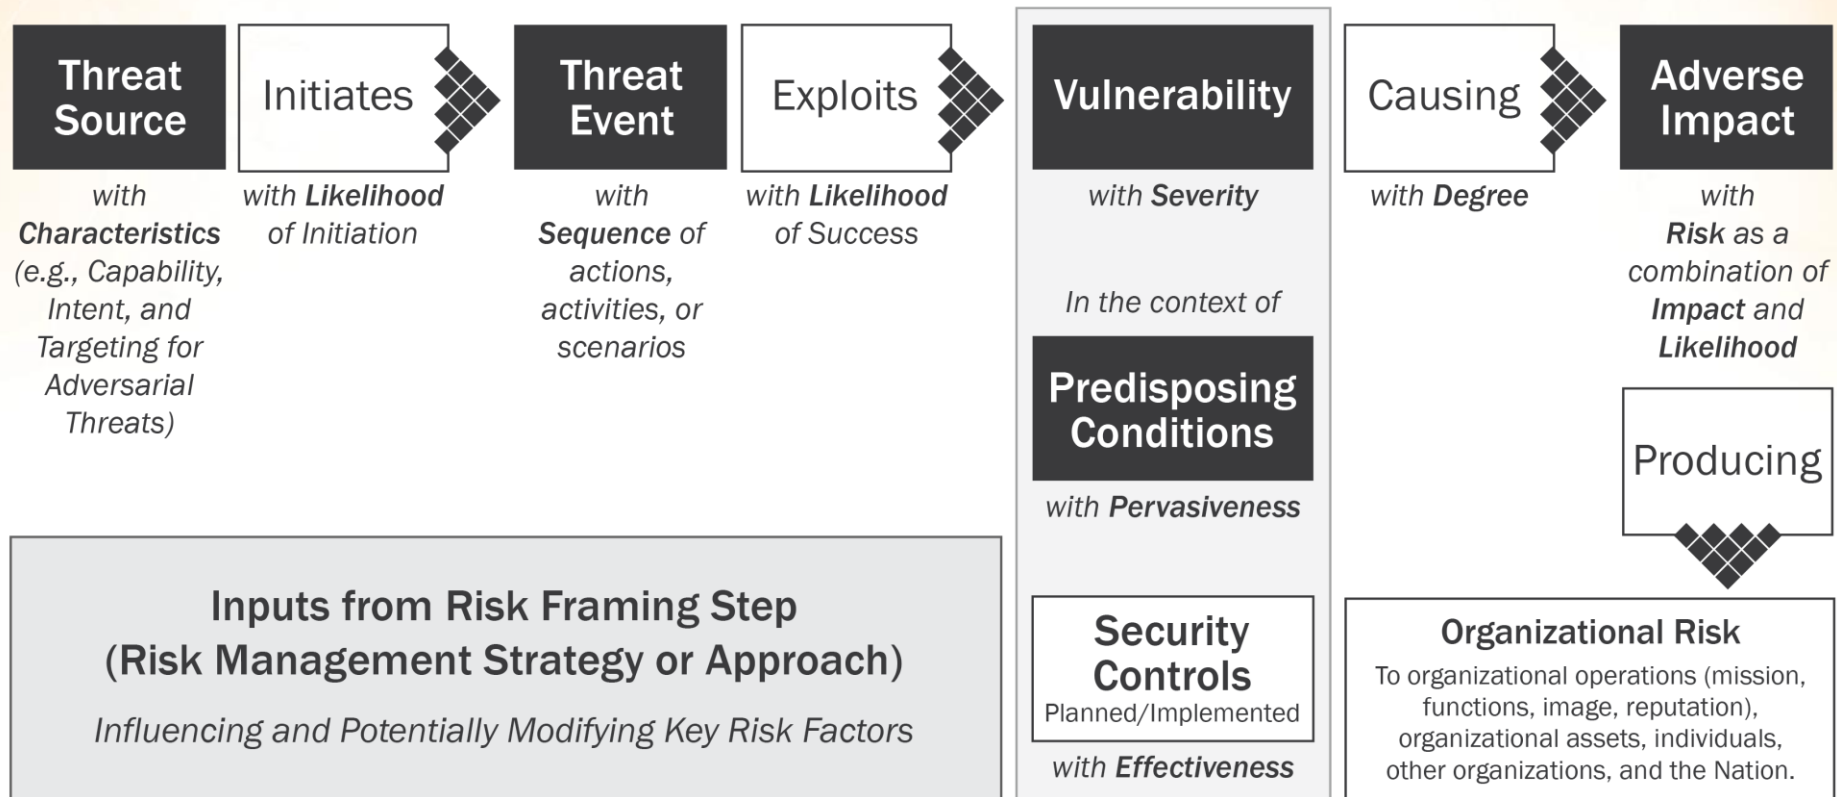 Threat
Source
Initiates
Threat
Event
Exploits
Vulnerability
Causing
Adverse
Impact
with
Characteristics
(e.g., Capability,
Intent, and
Targeting for
Adversarial
Threats)
with Likelihood
of Initiation
with
Sequence of
actions,
activities, or
scenarios
with Likelihood
of Success
with Severity
In the context of
Predisposing
Conditions
with Pervasiveness
Security
Controls
Planned/Implemented
with Effectiveness
with Degree
with
Risk as a
combination of
Impact and
Likelihood
Producing
Organizational Risk
To organizational operations (mission,
functions, image, reputation),
organizational assets, individuals,
other organizations, and the Nation.
Inputs from Risk Framing Step
(Risk Management Strategy or Approach)
Influencing and Potentially Modifying Key Risk Factors